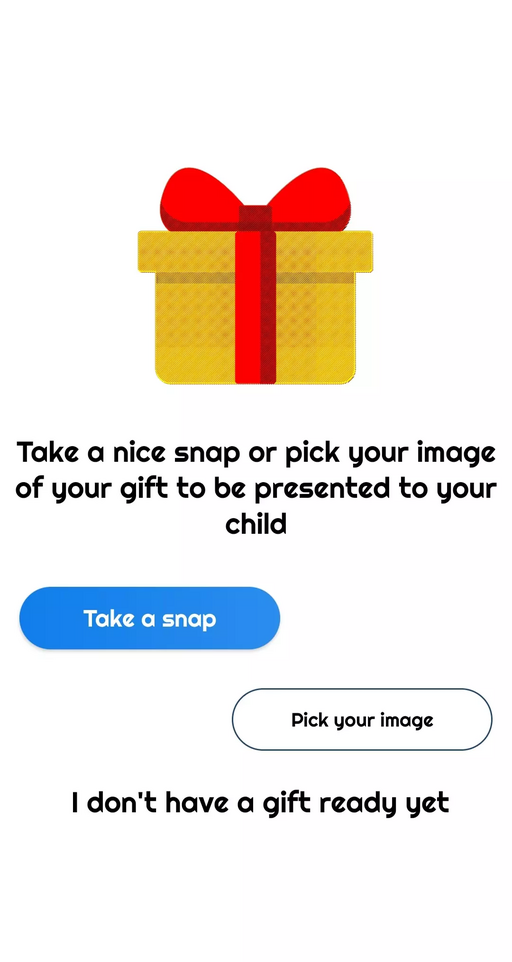 Take a nice snap or pick your image
of your gift to be presented to your
child
Take a snap
Pick your image
I don't have a gift ready yet